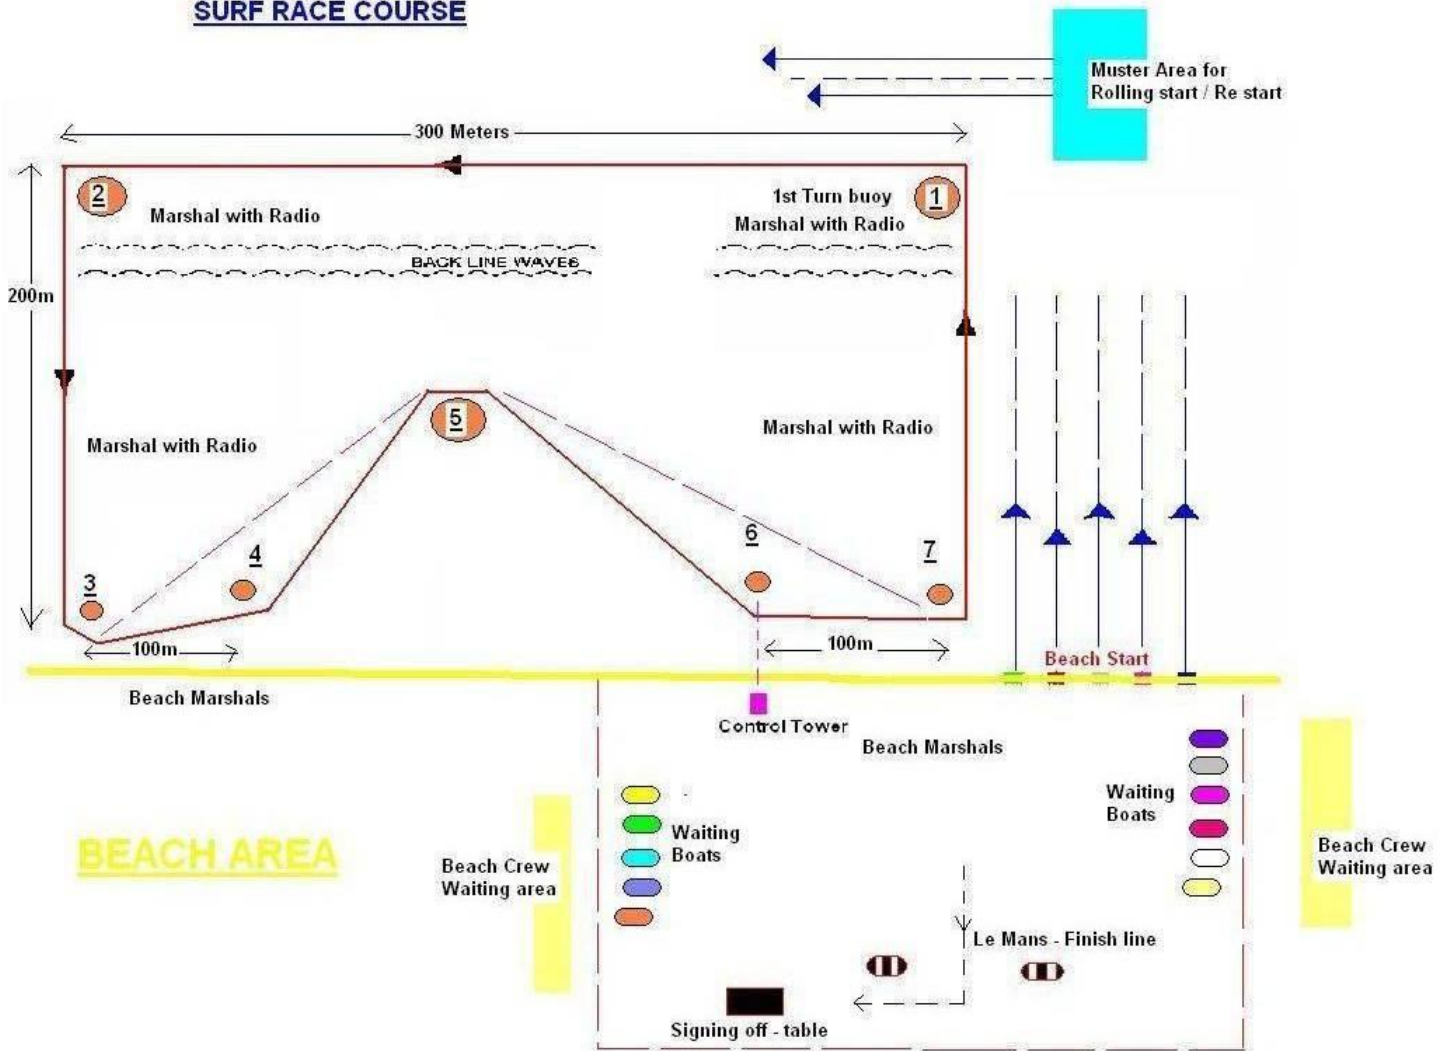 SURF RACE COURSE
Muster Area for
Rolling start / Re start
300 Meters
2
1st Turn buoy
1
Marshal with Radio
Marshal with Radio
BACK LINE WAVES
200m
5
Marshal with Radio
Marshal with Radio
6
4
7
3
100m
100m
Beach Start
Beach Marshals
Control Tower
Beach Marshals
Waiting
Boats
Waiting
Boats
BEACH AREA
Beach Crew
Waiting area
Beach Crew
Waiting area
Le Mans - Finish line
Signing off - table